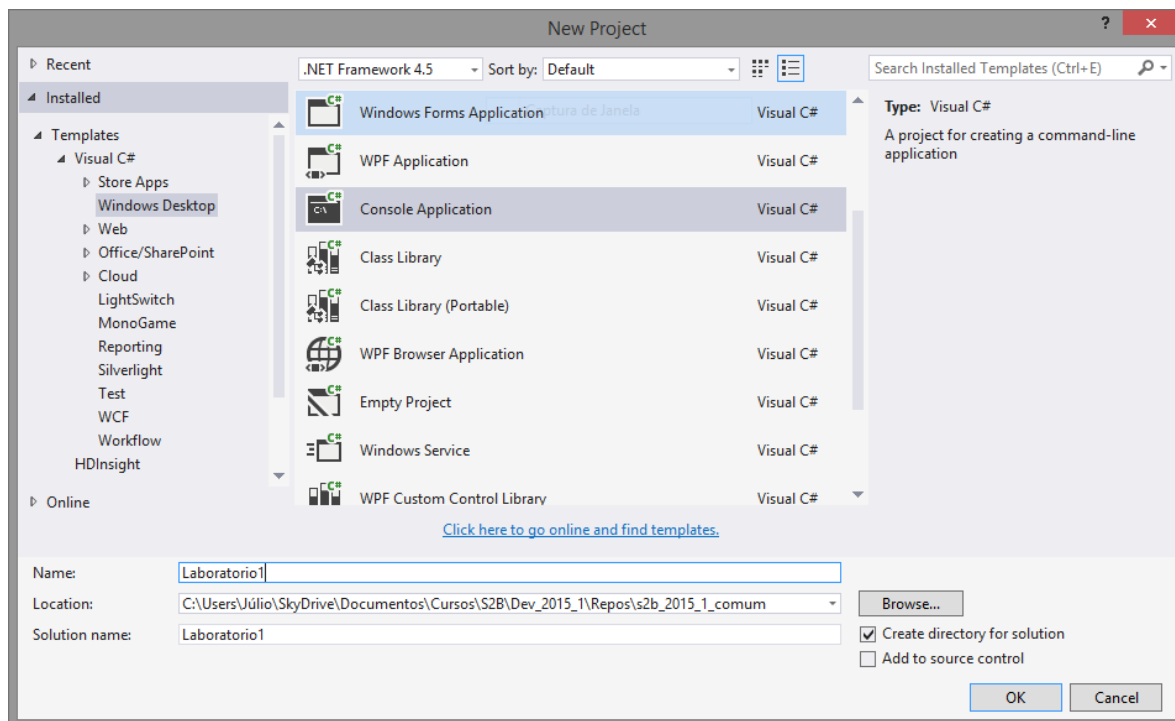 New Project
? ×
Recent
Installed
Templates
Visual C#
Store Apps
Windows Desktop
Web
Office/SharePoint
Cloud
LightSwitch
MonoGame
Reporting
Silverlight
Test
WCF
Workflow
HDInsight
Online
.NET Framework 4.5 Sort by: Default
Windows Forms Application Visual C#
Captura de Janela
WPF Application Visual C#
Console Application Visual C#
Class Library Visual C#
Class Library (Portable) Visual C#
WPF Browser Application Visual C#
Empty Project Visual C#
Windows Service Visual C#
WPF Custom Control Library Visual C#
Click here to go online and find templates.
Search Installed Templates (Ctrl+E)
Type: Visual C#
A project for creating a command-line
application
Name: Laboratorio1
Location: C:\Users\Júlio\SkyDrive\Documentos\Cursos\S2B\Dev_2015_1\Repos\s2b_2015_1_comum Browse...
Solution name: Laboratorio1
Create directory for solution
Add to source control
OK Cancel